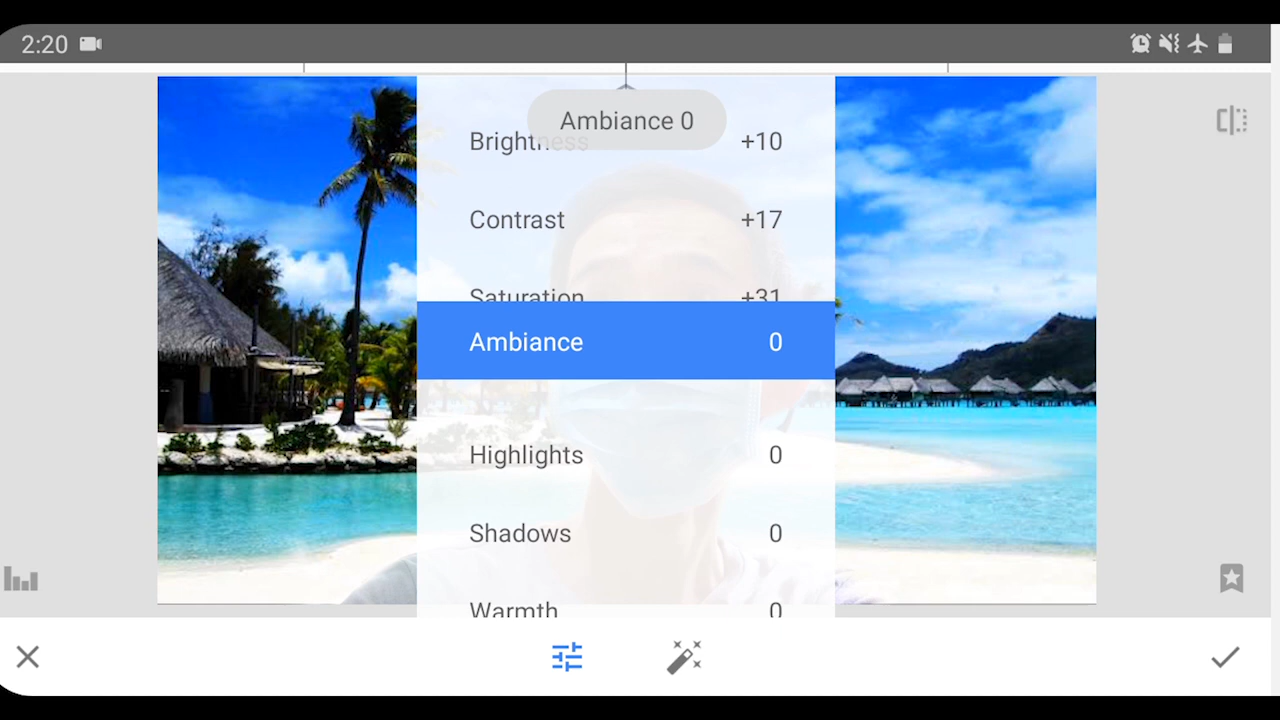 2:20
Ambiance 0
Brightness +10
Contrast +17
Saturation +31
Ambiance 0
Highlights 0
Shadows 0
Warmth 0